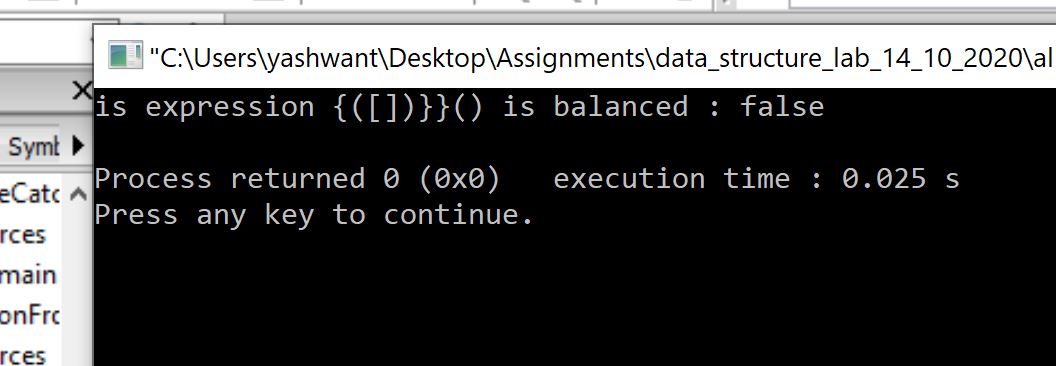 "C:\Users\yashwant\Desktop\Assignments\data_structure_lab_14_10_2020\al
is expression {([])}}() is balanced : false
Symb
eCatc
Process returned 0 (0x0)   execution time : 0.025 s
Press any key to continue.
rces
main
onFrc
rces